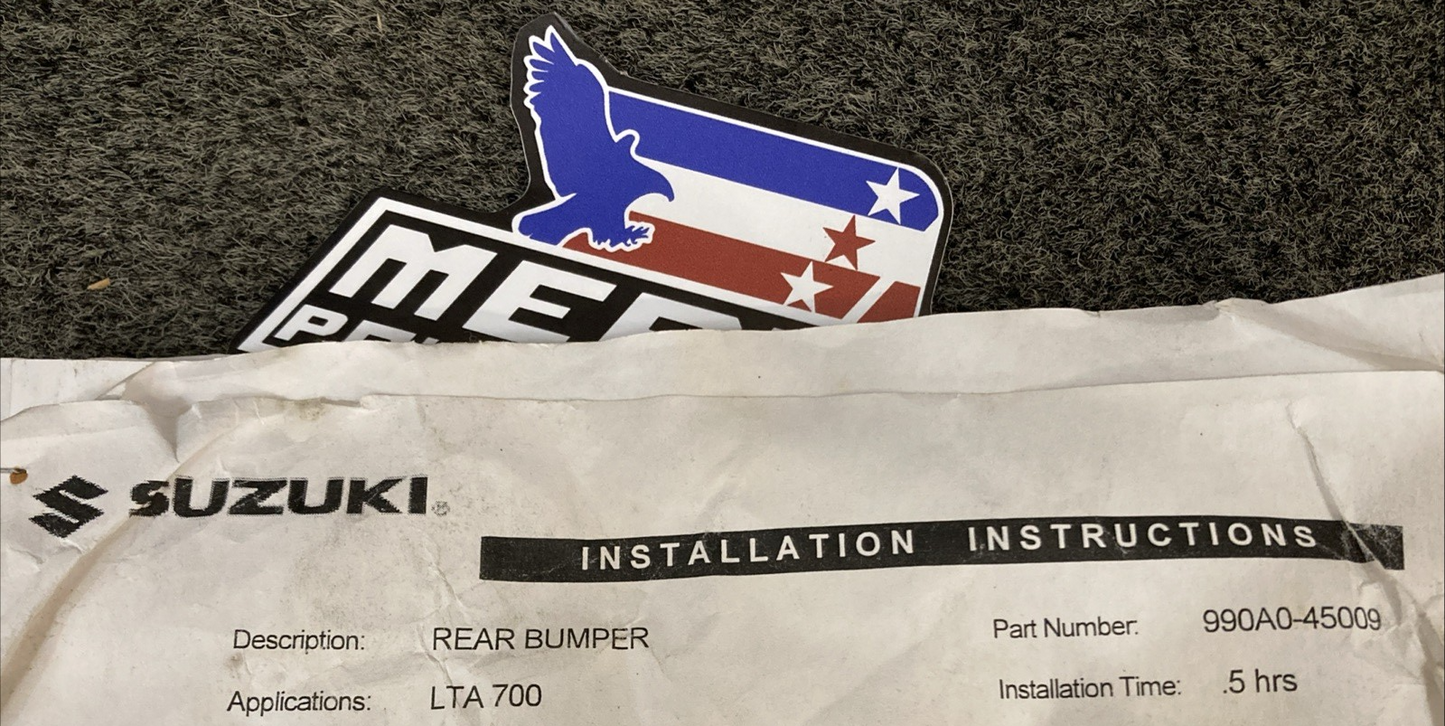 SUZUKI®
INSTALLATION INSTRUCTIONS
Description: REAR BUMPER
Part Number: 990A0-45009
Applications: LTA 700
Installation Time: .5 hrs